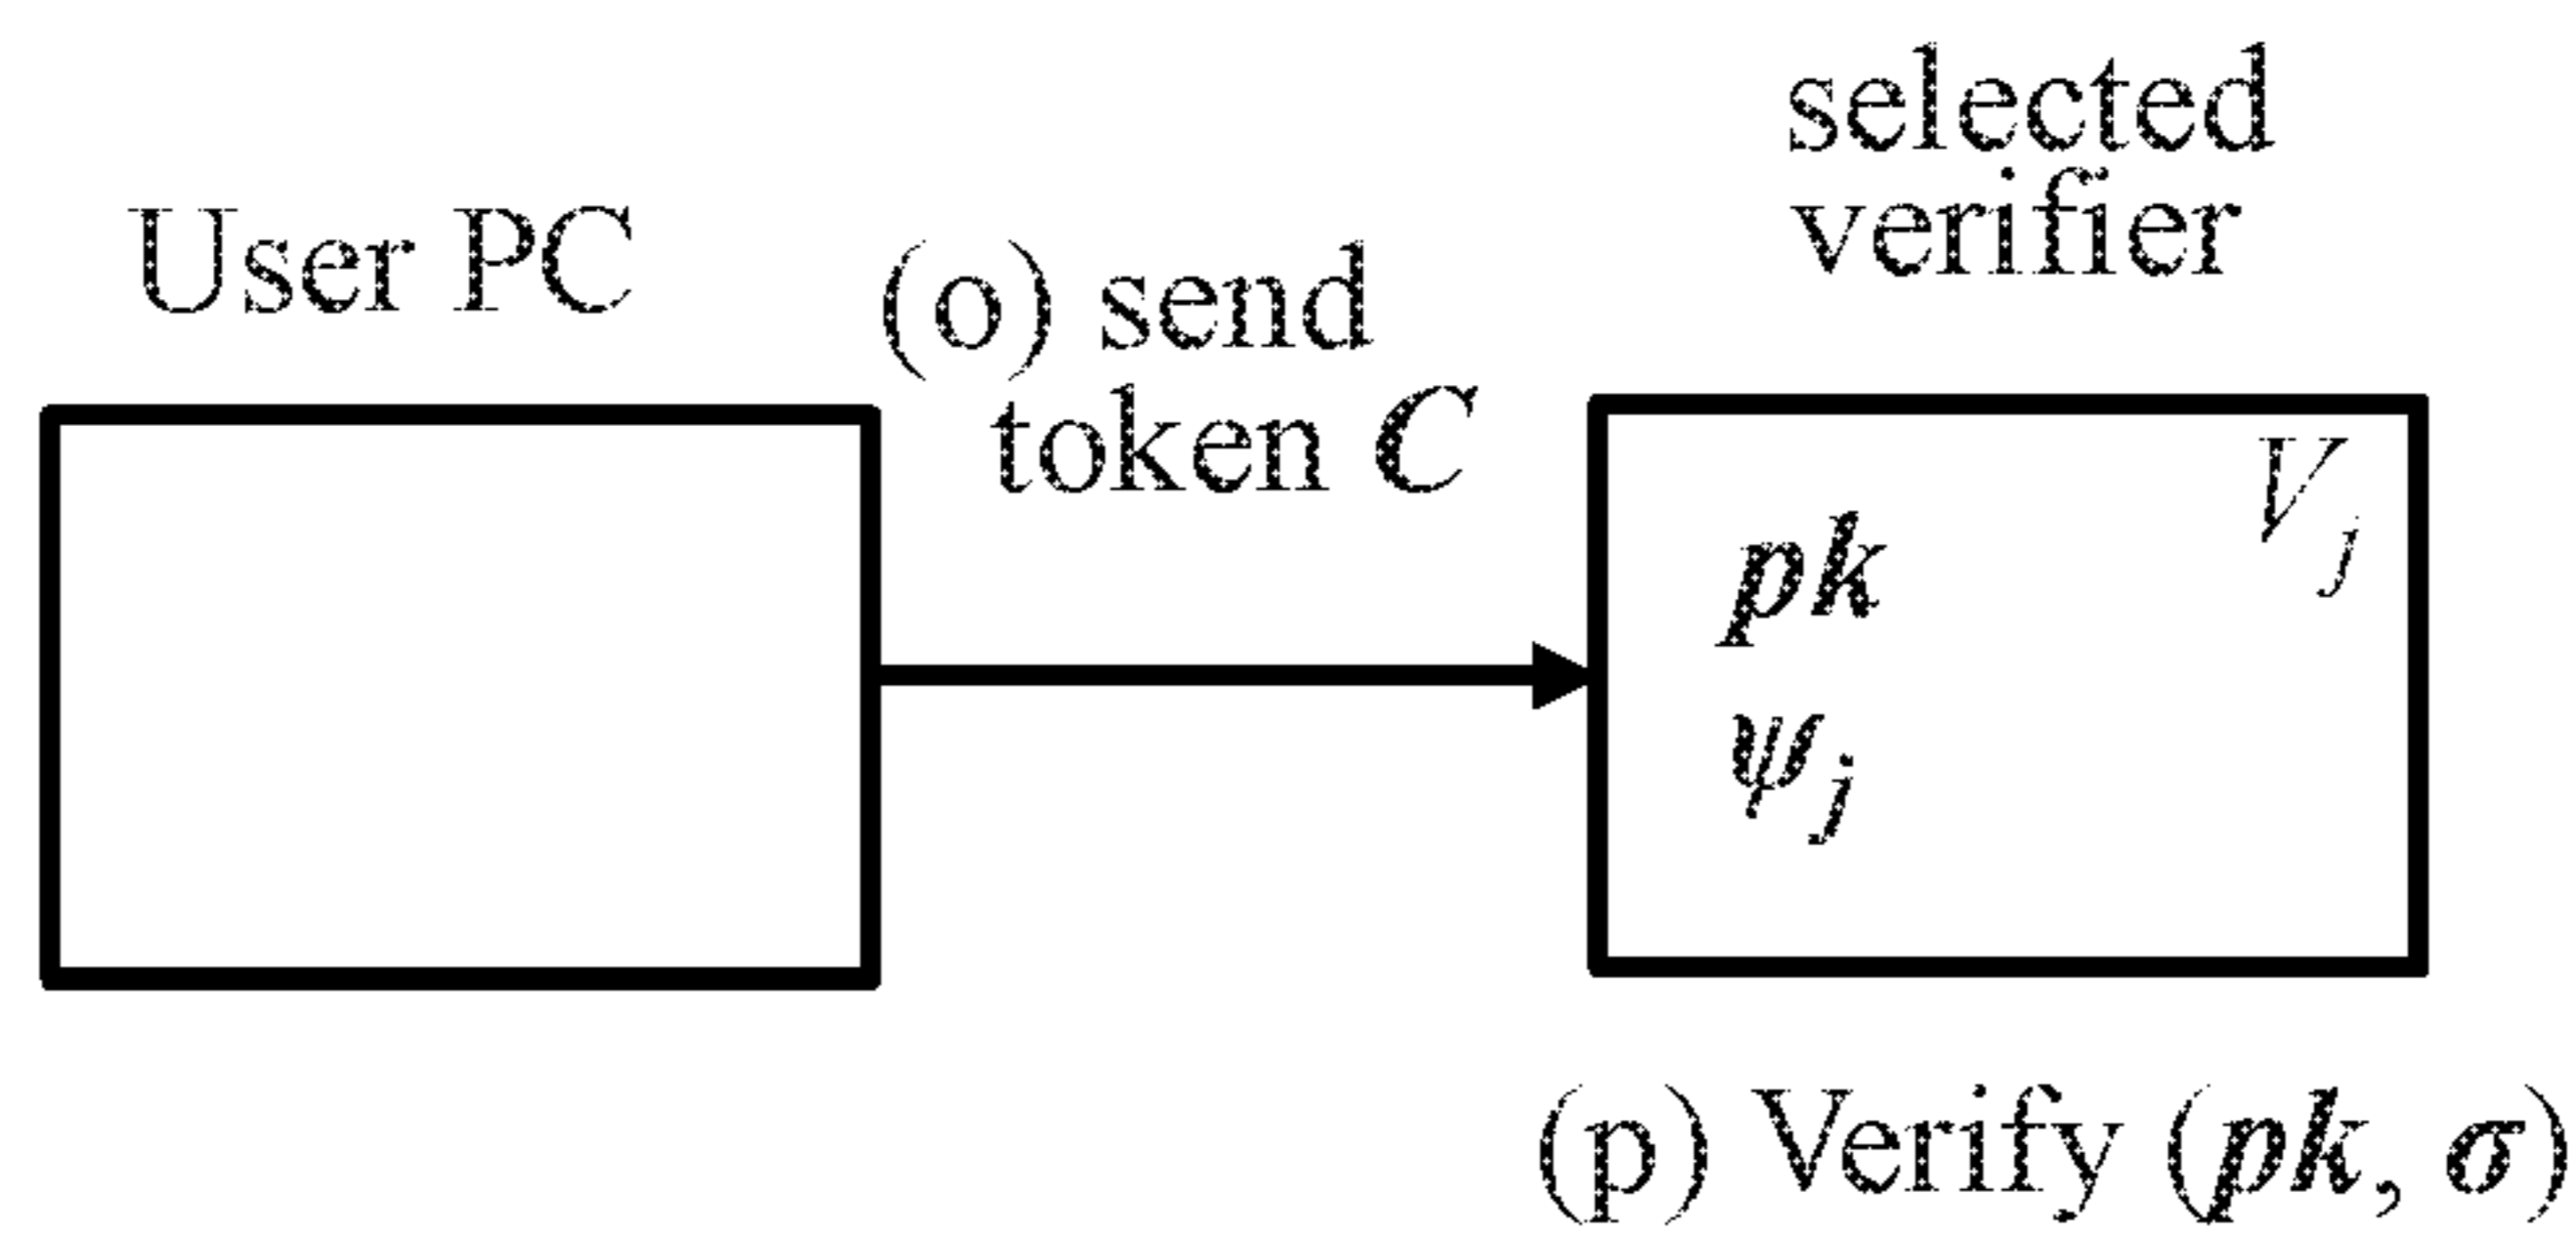 User PC
(o) send
token C
selected
verifier
V_j
pk
ψ_j
(p) Verify (pk, σ)